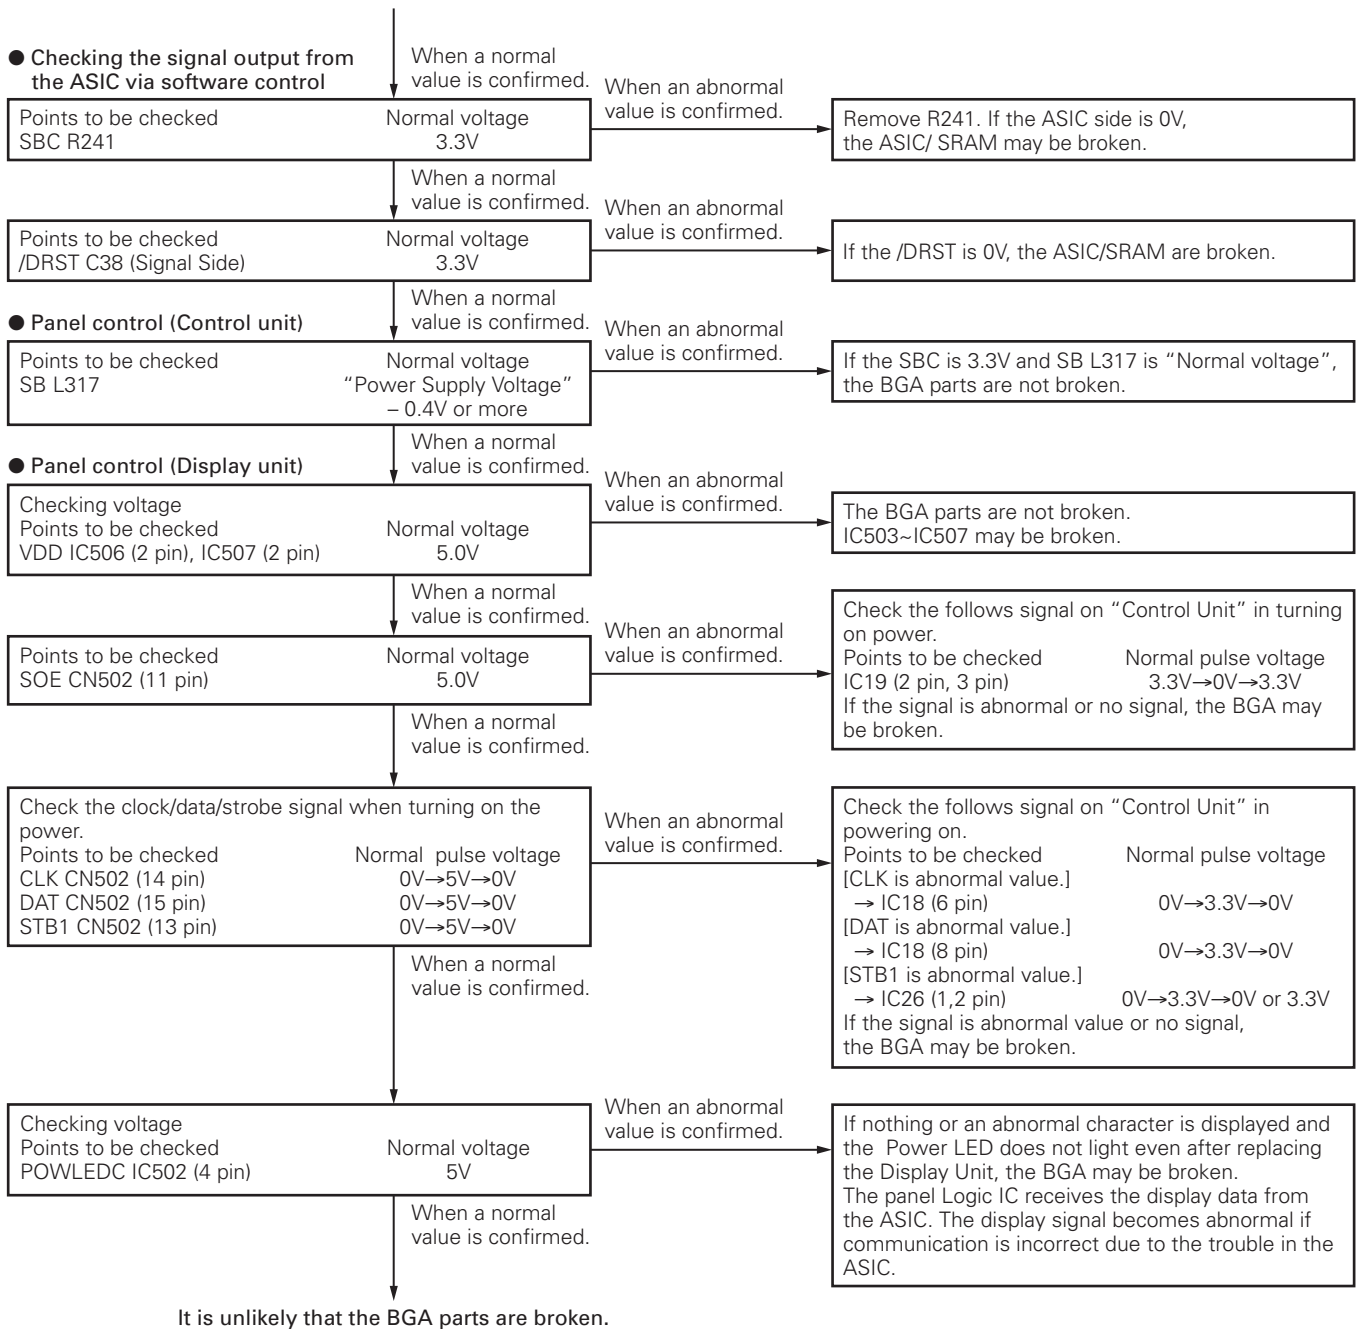 ● Checking the signal output from
the ASIC via software control
When a normal
value is confirmed.
When an abnormal
value is confirmed.
Points to be checked Normal voltage
SBC R241 3.3V
Remove R241. If the ASIC side is 0V,
the ASIC/ SRAM may be broken.
When a normal
value is confirmed.
When an abnormal
value is confirmed.
Points to be checked Normal voltage
/DRST C38 (Signal Side) 3.3V
If the /DRST is 0V, the ASIC/SRAM are broken.
When a normal
value is confirmed.
● Panel control (Control unit)
When an abnormal
value is confirmed.
Points to be checked Normal voltage
SB L317 “Power Supply Voltage”
– 0.4V or more
If the SBC is 3.3V and SB L317 is “Normal voltage”,
the BGA parts are not broken.
When a normal
value is confirmed.
● Panel control (Display unit)
When an abnormal
value is confirmed.
Checking voltage
Points to be checked Normal voltage
VDD IC506 (2 pin), IC507 (2 pin) 5.0V
The BGA parts are not broken.
IC503~IC507 may be broken.
When a normal
value is confirmed.
When an abnormal
value is confirmed.
Points to be checked Normal voltage
SOE CN502 (11 pin) 5.0V
Check the follows signal on “Control Unit” in turning
on power.
Points to be checked Normal pulse voltage
IC19 (2 pin, 3 pin) 3.3V→0V→3.3V
If the signal is abnormal or no signal, the BGA may
be broken.
When a normal
value is confirmed.
Check the clock/data/strobe signal when turning on the
power.
Points to be checked Normal pulse voltage
CLK CN502 (14 pin) 0V→5V→0V
DAT CN502 (15 pin) 0V→5V→0V
STB1 CN502 (13 pin) 0V→5V→0V
When an abnormal
value is confirmed.
Check the follows signal on “Control Unit” in
powering on.
Points to be checked Normal pulse voltage
[CLK is abnormal value.]
→ IC18 (6 pin) 0V→3.3V→0V
[DAT is abnormal value.]
→ IC18 (8 pin) 0V→3.3V→0V
[STB1 is abnormal value.]
→ IC26 (1,2 pin) 0V→3.3V→0V or 3.3V
If the signal is abnormal value or no signal,
the BGA may be broken.
When a normal
value is confirmed.
When an abnormal
value is confirmed.
Checking voltage
Points to be checked Normal voltage
POWLEDC IC502 (4 pin) 5V
If nothing or an abnormal character is displayed and
the Power LED does not light even after replacing
the Display Unit, the BGA may be broken.
The panel Logic IC receives the display data from
the ASIC. The display signal becomes abnormal if
communication is incorrect due to the trouble in the
ASIC.
When a normal
value is confirmed.
It is unlikely that the BGA parts are broken.